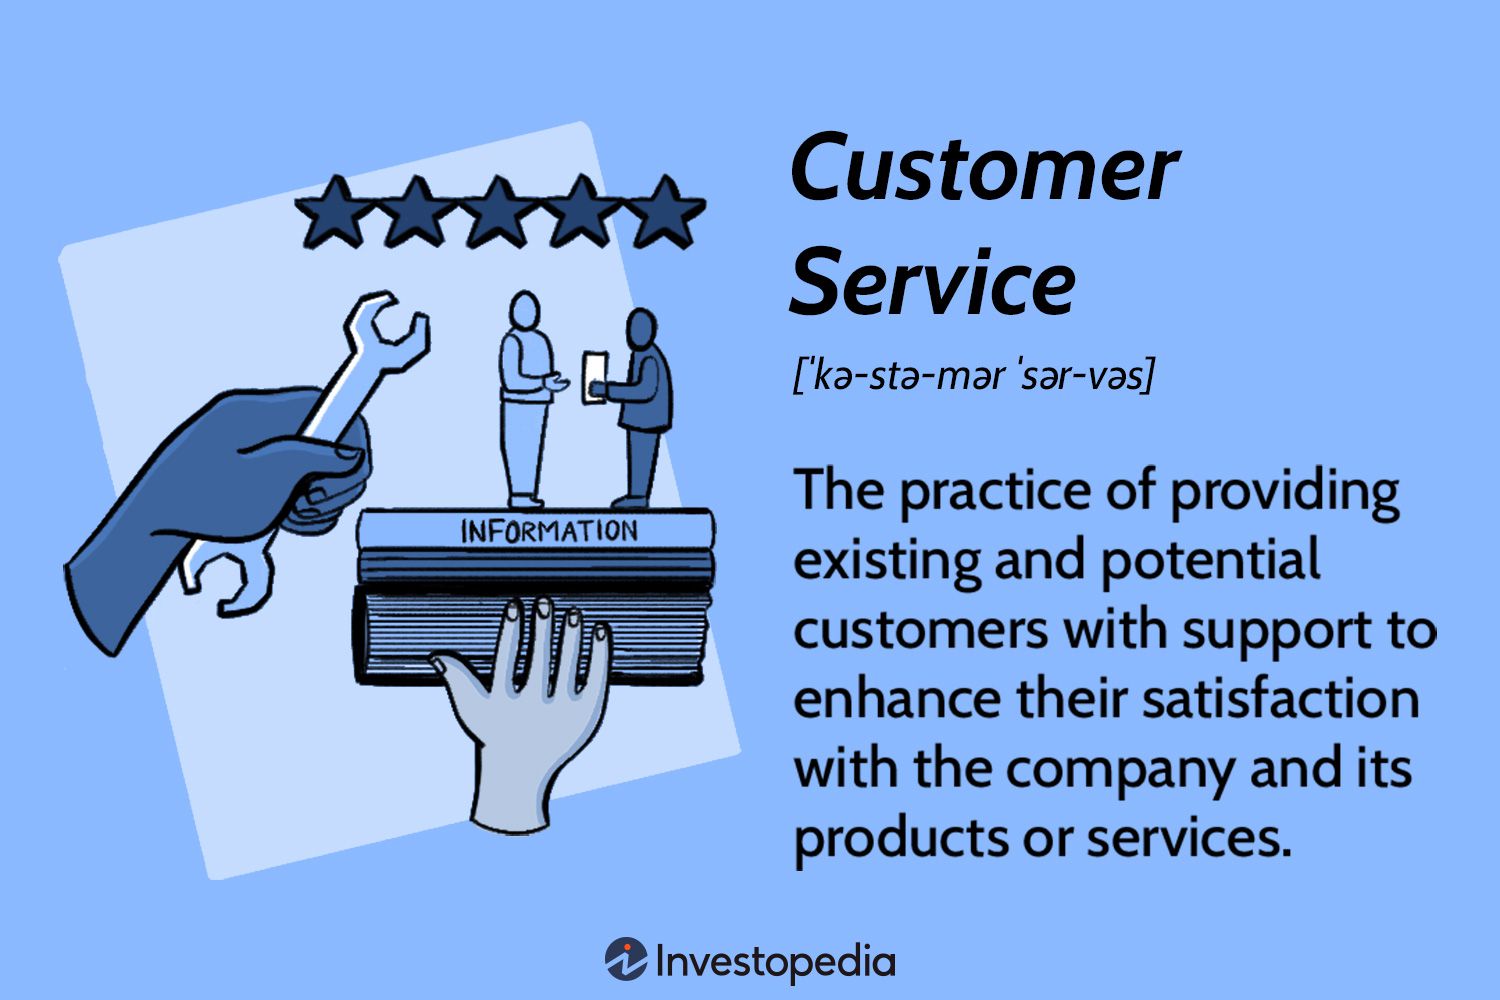 Customer
Service
[ˈkə-stə-mər ˈsər-vəs]
INFORMATION
The practice of providing
existing and potential
customers with support to
enhance their satisfaction
with the company and its
products or services.
Investopedia